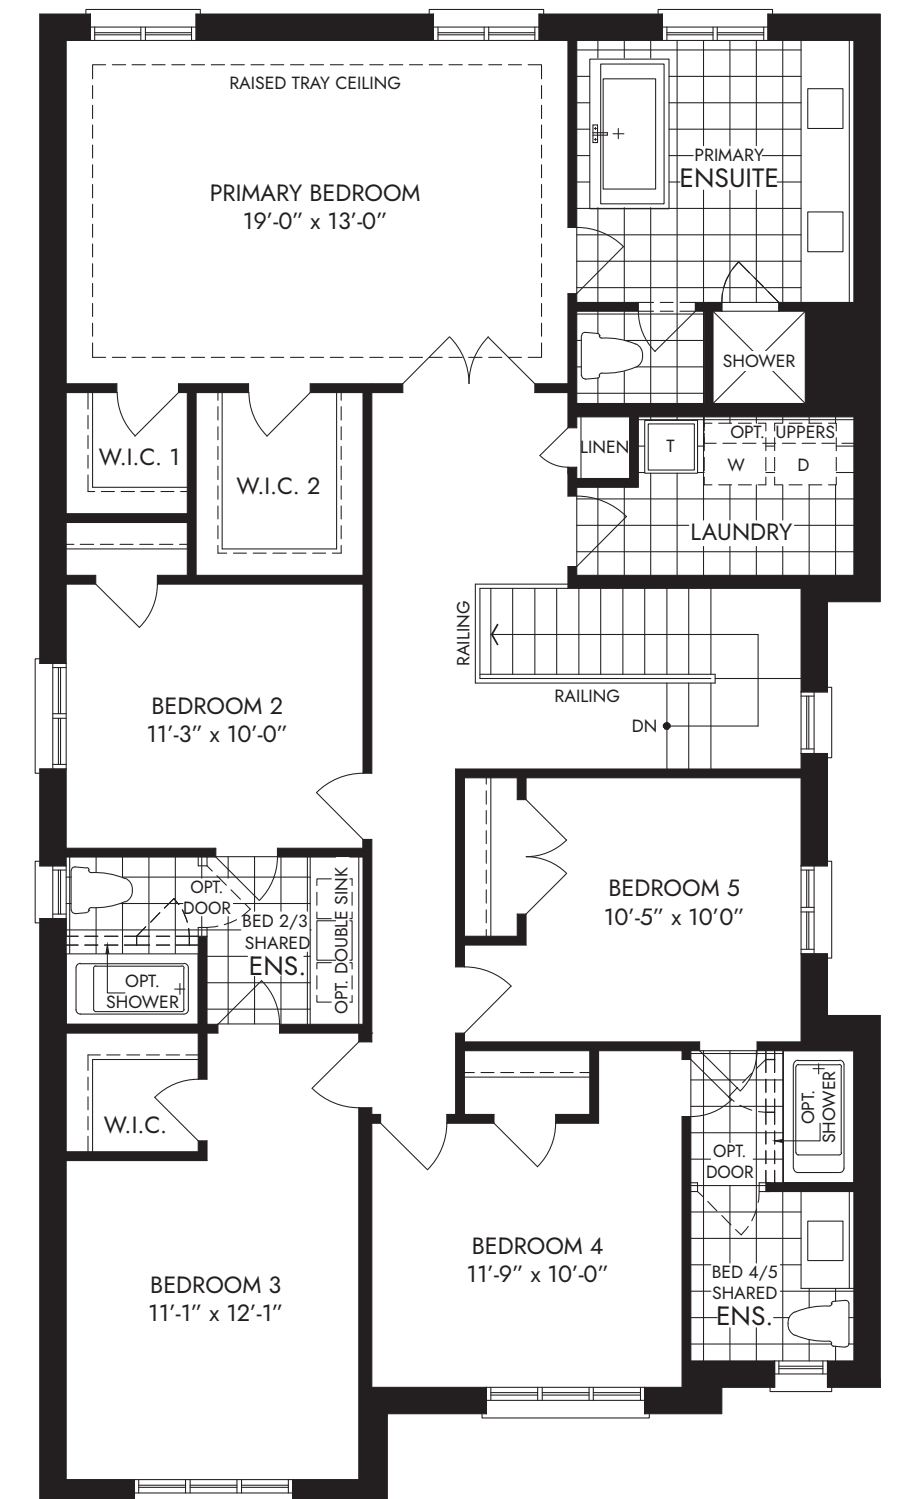 RAISED TRAY CEILING
PRIMARY BEDROOM
19'-0” x 13'-0”
PRIMARY
ENSUITE
SHOWER
W.I.C. 1
W.I.C. 2
LINEN
T
OPT. UPPERS
W
D
LAUNDRY
RAILING
RAILING
DN
BEDROOM 2
11'-3” x 10'-0”
BEDROOM 5
10'-5” x 10'0”
OPT.
DOOR
BED 2/3
SHARED
ENS.
OPT. DOUBLE SINK
OPT.
SHOWER
W.I.C.
OPT.
SHOWER
OPT.
DOOR
BEDROOM 4
11'-9” x 10'-0”
BED 4/5
SHARED
ENS.
BEDROOM 3
11'-1” x 12'-1”